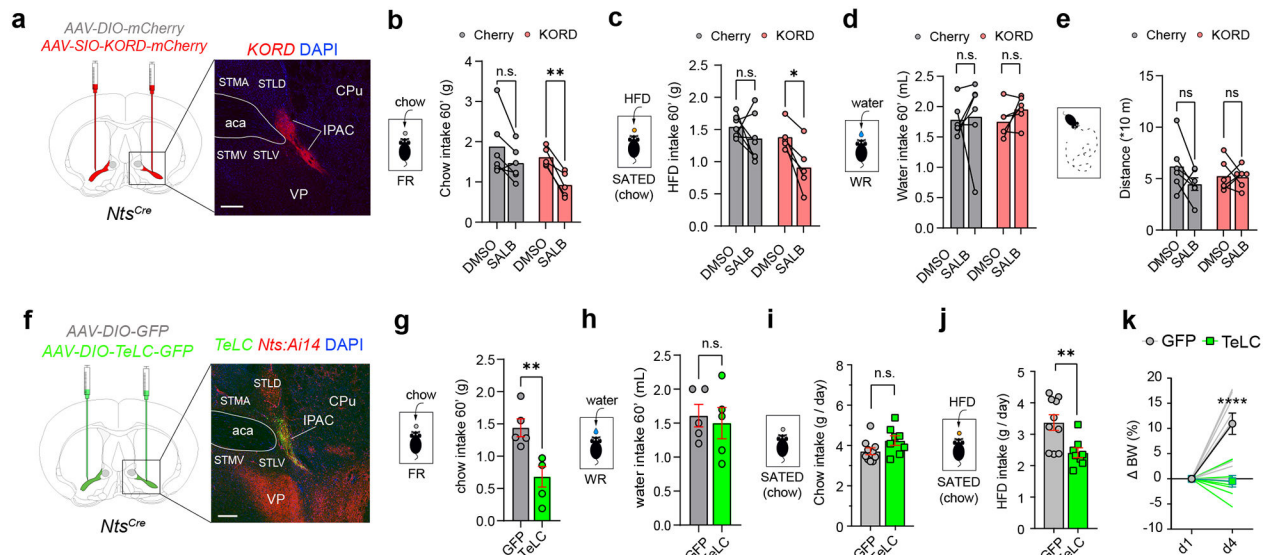 a
AAV-DIO-mCherry
AAV-SIO-KORD-mCherry
KORD DAPI
STMA
STLD
CPu
aca
IPAC
STMV
STLV
VP
Nts^Cre
b
Cherry KORD
n.s.
**
chow
FR
Chow intake 60' (g)
4
3
2
1
0
DMSO
SALB
DMSO
SALB
c
Cherry KORD
n.s.
*
HFD
SATED
(chow)
HFD intake 60' (g)
2.5
2.0
1.5
1.0
0.5
0.0
DMSO
SALB
DMSO
SALB
d
Cherry KORD
n.s.
n.s.
water
WR
Water intake 60' (mL)
2.5
2.0
1.5
1.0
0.5
0.0
DMSO
SALB
DMSO
SALB
e
Cherry KORD
ns
ns
Distance (*10 m)
15
10
5
0
DMSO
SALB
DMSO
SALB
f
AAV-DIO-GFP
AAV-DIO-TeLC-GFP
TeLC Nts:Ai14 DAPI
STLD
STMA
CPu
IPAC
aca
STMV
STLV
VP
Nts^Cre
g
chow
FR
**
chow intake 60' (g)
2.5
2.0
1.5
1.0
0.5
0.0
GFP
TeLC
h
water
WR
n.s.
water intake 60' (mL)
2.5
2.0
1.5
1.0
0.5
0.0
GFP
TeLC
i
SATED
(chow)
n.s.
Chow intake (g / day)
8
7
6
5
4
3
2
1
0
GFP
TeLC
j
HFD
SATED
(chow)
**
HFD intake (g / day)
6
5
4
3
2
1
0
GFP
TeLC
k
GFP TeLC
****
Δ BW (%)
20
15
10
5
0
-5
-10
d1
d4